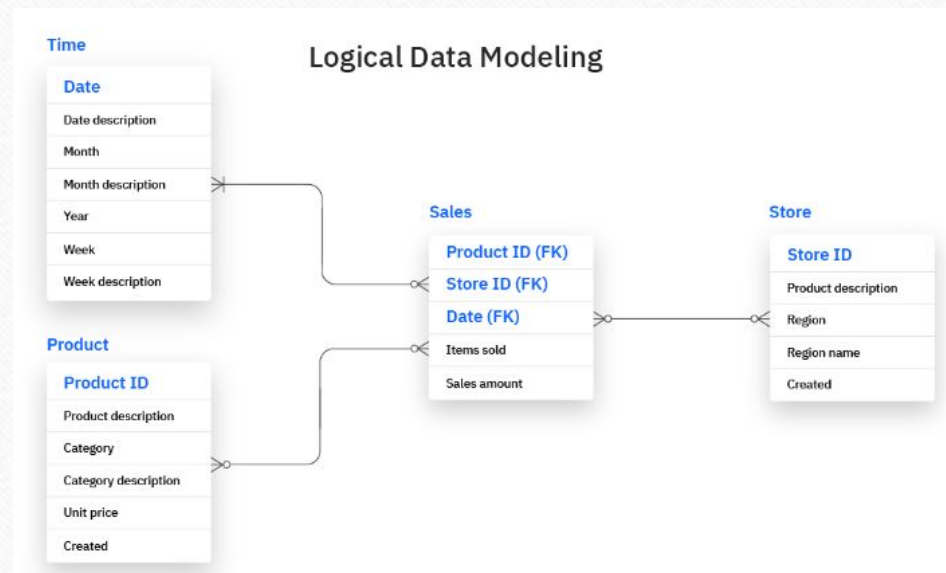 Logical Data Modeling
Time
Date
Date description
Month
Month description
Year
Week
Week description
Product
Product ID
Product description
Category
Category description
Unit price
Created
Sales
Product ID (FK)
Store ID (FK)
Date (FK)
Items sold
Sales amount
Store
Store ID
Product description
Region
Region name
Created